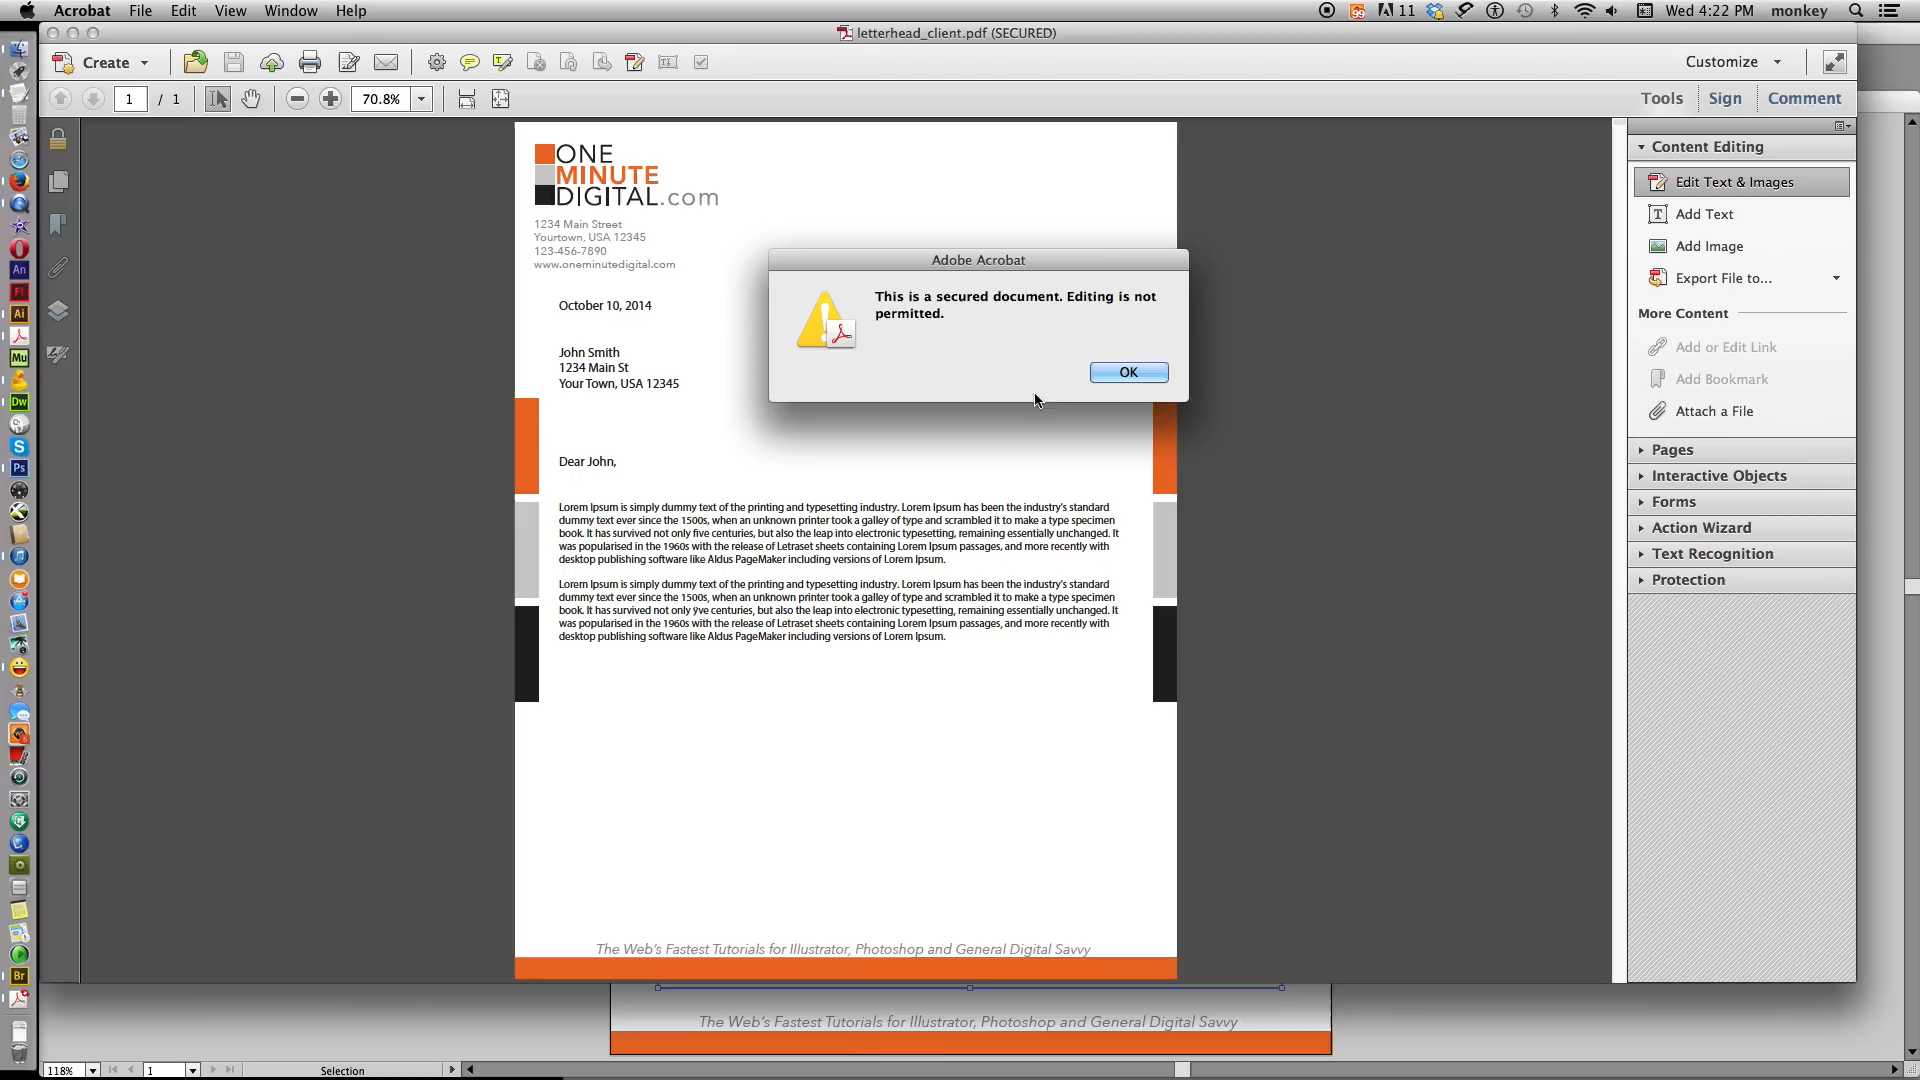 Acrobat File Edit View Window Help
99 11 Wed 4:22 PM monkey
letterhead_client.pdf (SECURED)
Create
Customize
1 / 1 70.8%
Tools Sign Comment
ONE
MINUTE
DIGITAL.com
1234 Main Street
Yourtown, USA 12345
123-456-7890
www.oneminutedigital.com
October 10, 2014
John Smith
1234 Main St
Your Town, USA 12345
Dear John,
Lorem Ipsum is simply dummy text of the printing and typesetting industry. Lorem Ipsum has been the industry's standard
dummy text ever since the 1500s, when an unknown printer took a galley of type and scrambled it to make a type specimen
book. It has survived not only five centuries, but also the leap into electronic typesetting, remaining essentially unchanged. It
was popularised in the 1960s with the release of Letraset sheets containing Lorem Ipsum passages, and more recently with
desktop publishing software like Aldus PageMaker including versions of Lorem Ipsum.
Lorem Ipsum is simply dummy text of the printing and typesetting industry. Lorem Ipsum has been the industry's standard
dummy text ever since the 1500s, when an unknown printer took a galley of type and scrambled it to make a type specimen
book. It has survived not only ÿve centuries, but also the leap into electronic typesetting, remaining essentially unchanged. It
was popularised in the 1960s with the release of Letraset sheets containing Lorem Ipsum passages, and more recently with
desktop publishing software like Aldus PageMaker including versions of Lorem Ipsum.
The Web's Fastest Tutorials for Illustrator, Photoshop and General Digital Savvy
Adobe Acrobat
This is a secured document. Editing is not
permitted.
OK
Content Editing
Edit Text & Images
T Add Text
Add Image
Export File to...
More Content
Add or Edit Link
Add Bookmark
Attach a File
Pages
Interactive Objects
Forms
Action Wizard
Text Recognition
Protection
An
Fl
Ai
Mu
Dw
S
Ps
Br
The Web's Fastest Tutorials for Illustrator, Photoshop and General Digital Savvy
118% 1 Selection